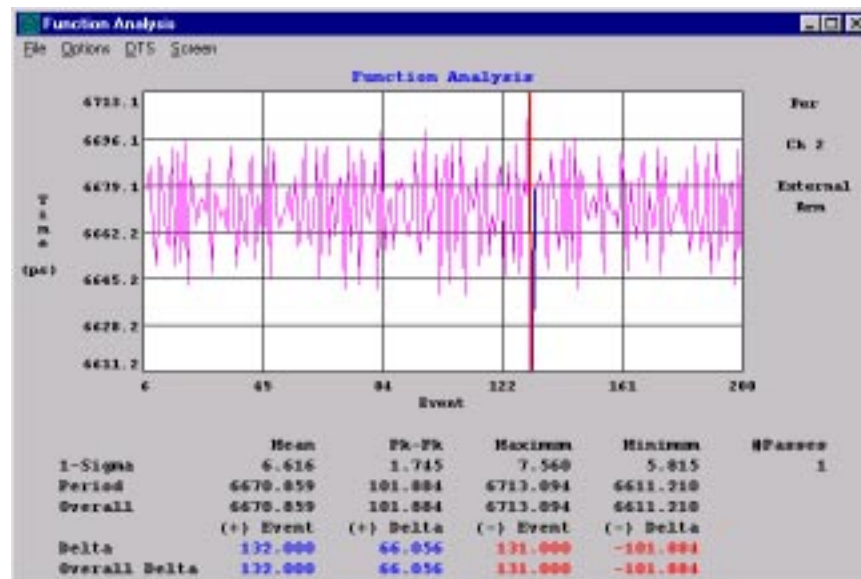 Function Analysis
File Options DTS Screen
Function Analysis
6713.1
6696.1
6679.1
6662.2
6645.2
6628.2
6611.2
Time
(ps)
6 45 84 122 161 200
Event
Per
Ch 2
External
Arm
Mean Pk-Pk Maximum Minimum #Passes
1-Sigma 6.616 1.745 7.560 5.815 1
Period 6670.859 101.884 6713.094 6611.210
Overall 6670.859 101.884 6713.094 6611.210
(+) Event (+) Delta (-) Event (-) Delta
Delta 132.000 66.056 131.000 -101.884
Overall Delta 132.000 66.056 131.000 -101.884